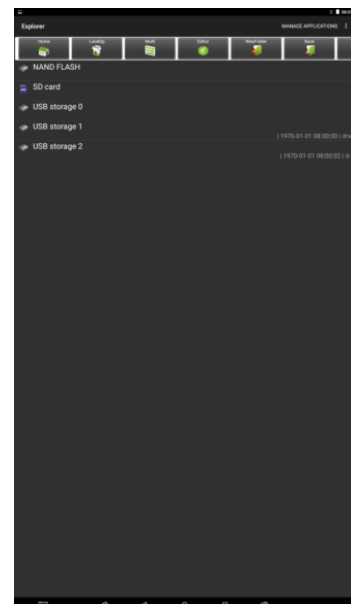 Explorer
MANAGE APPLICATIONS
Home
LevelUp
Multi
Editor
NewFolder
Back
NAND FLASH
SD card
USB storage 0
USB storage 1
| 1970-01-01 08:00:00 |
USB storage 2
| 1970-01-01 08:00:02 |